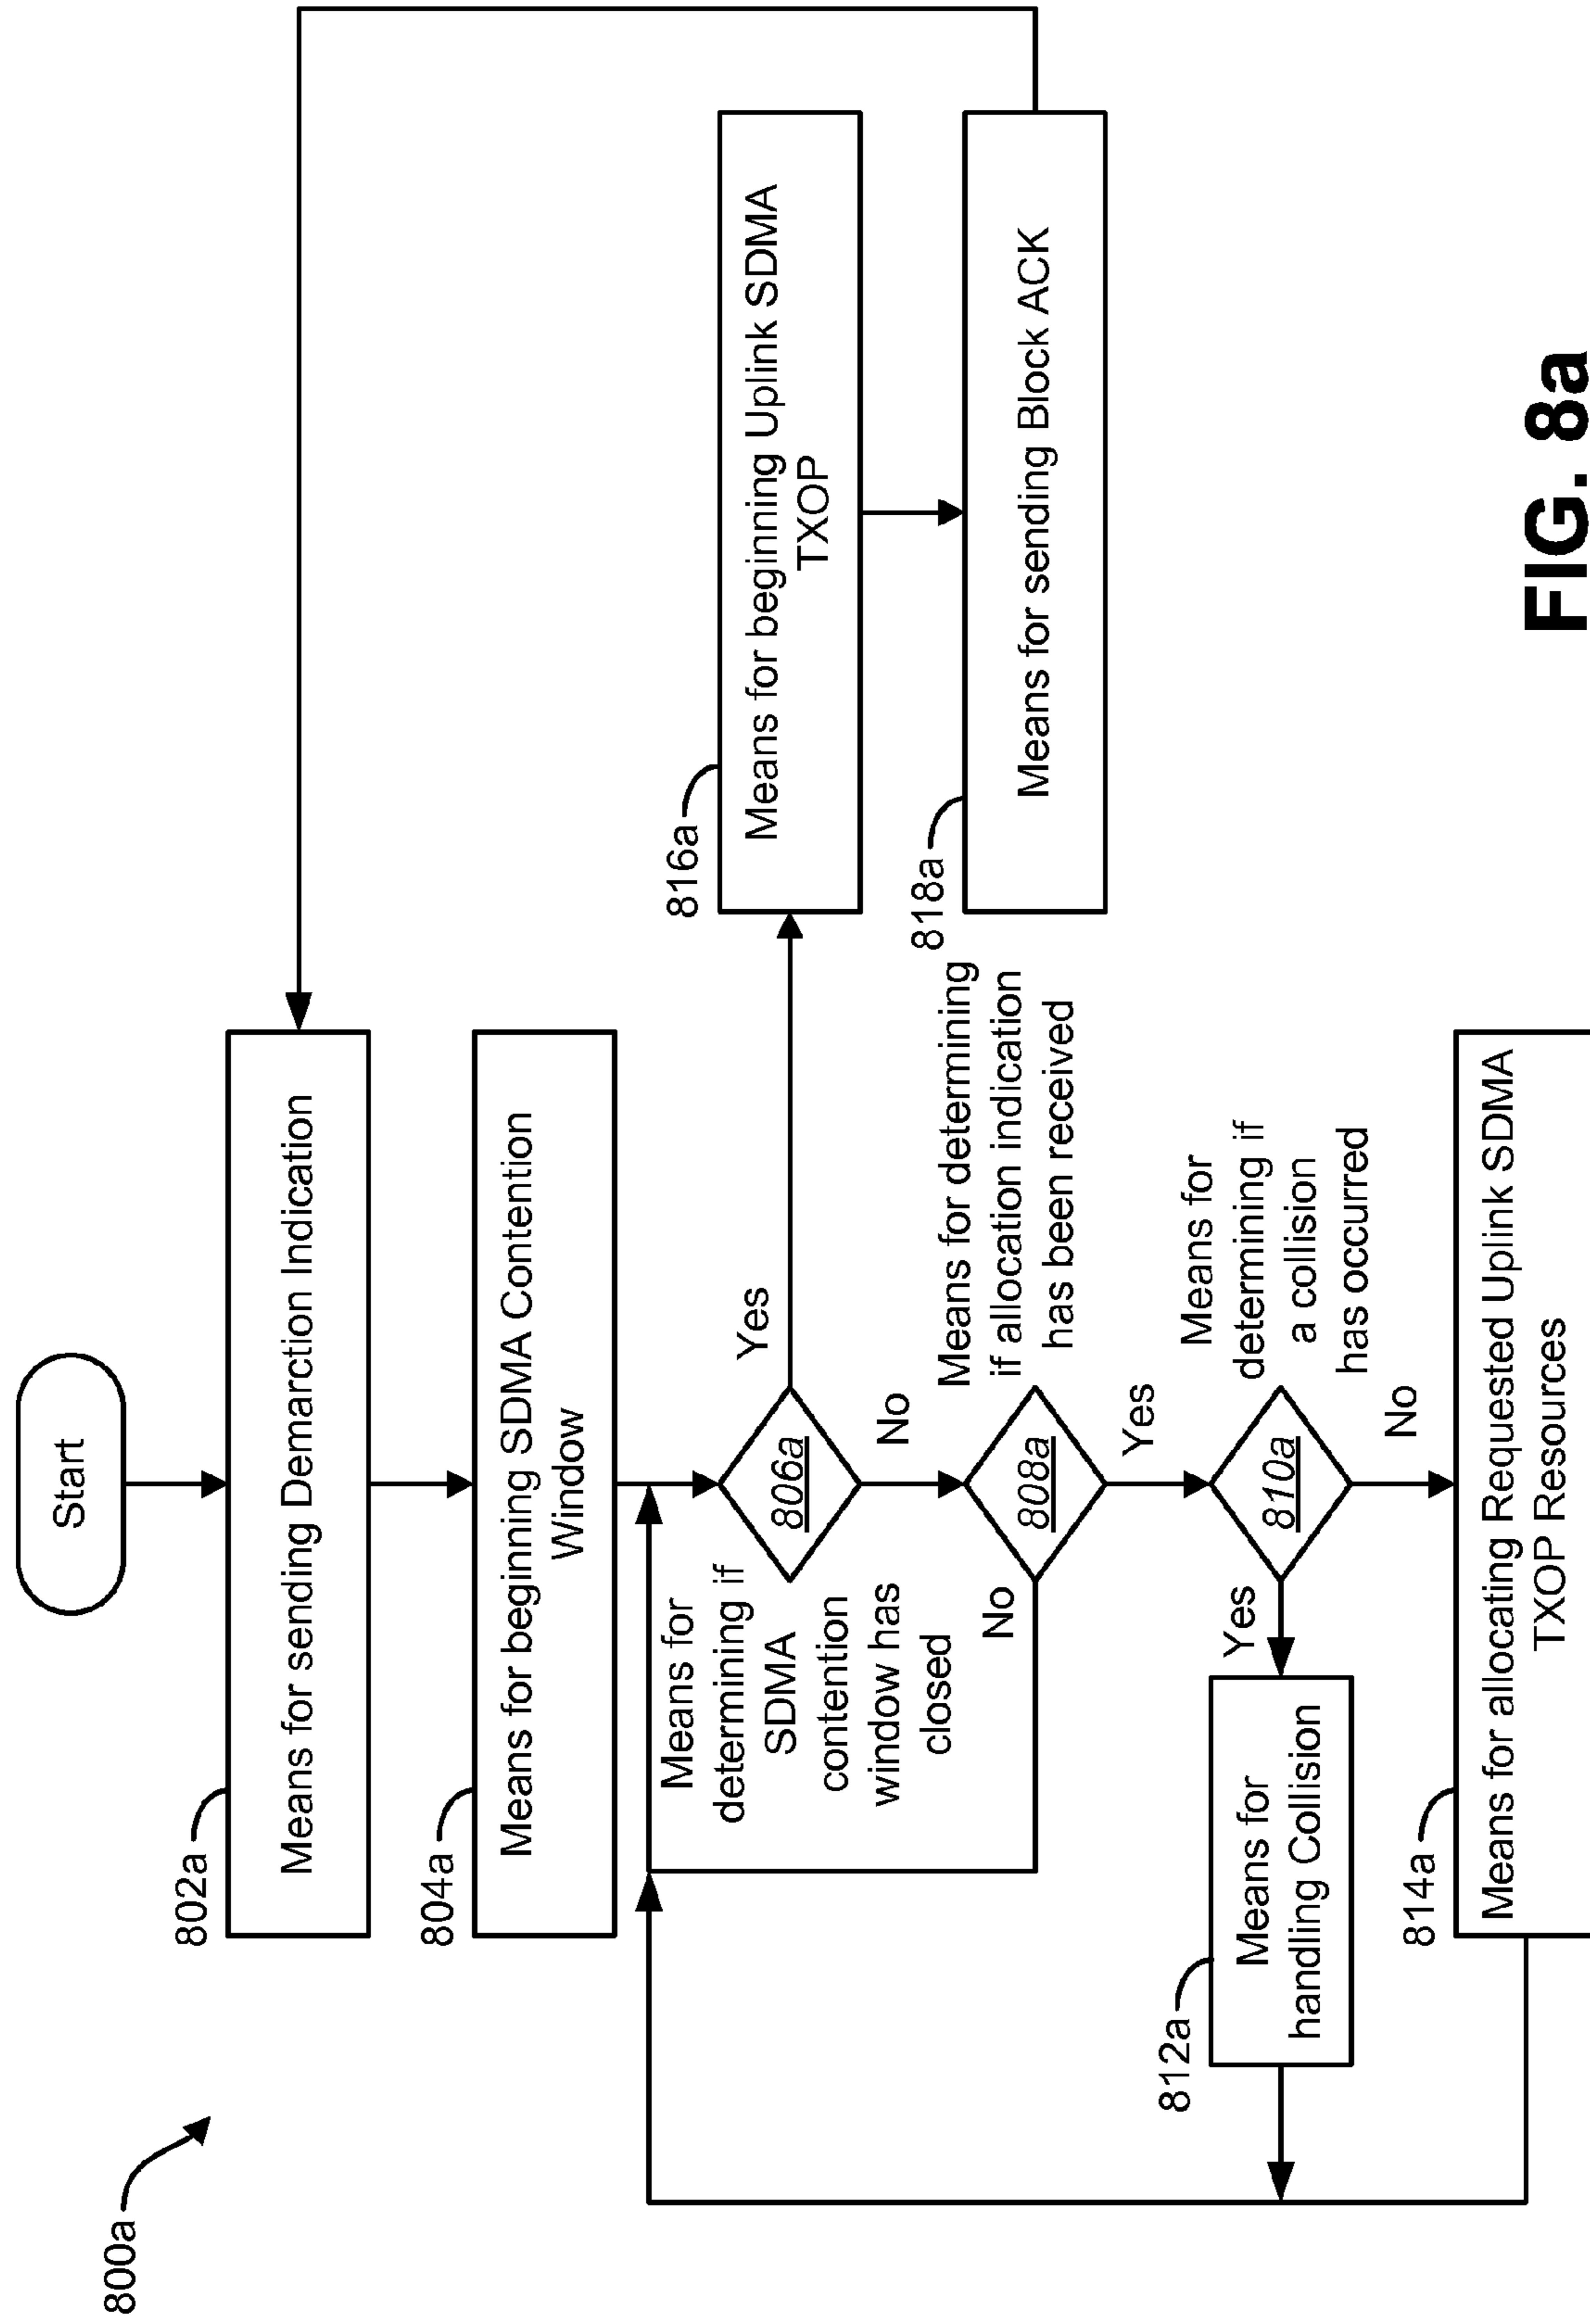 800a
Start
802a
Means for sending Demarction Indication
804a
Means for beginning SDMA Contention
Window
Means for
determining if
SDMA
contention
window has
closed
806a
Yes
No
816a
Means for beginning Uplink SDMA
TXOP
818a
Means for sending Block ACK
Means for determining
if allocation indication
has been received
808a
No
Yes
Means for
determining if
a collision
has occurred
810a
Yes
No
812a
Means for
handling Collision
814a
Means for allocating Requested Uplink SDMA
TXOP Resources
FIG. 8a